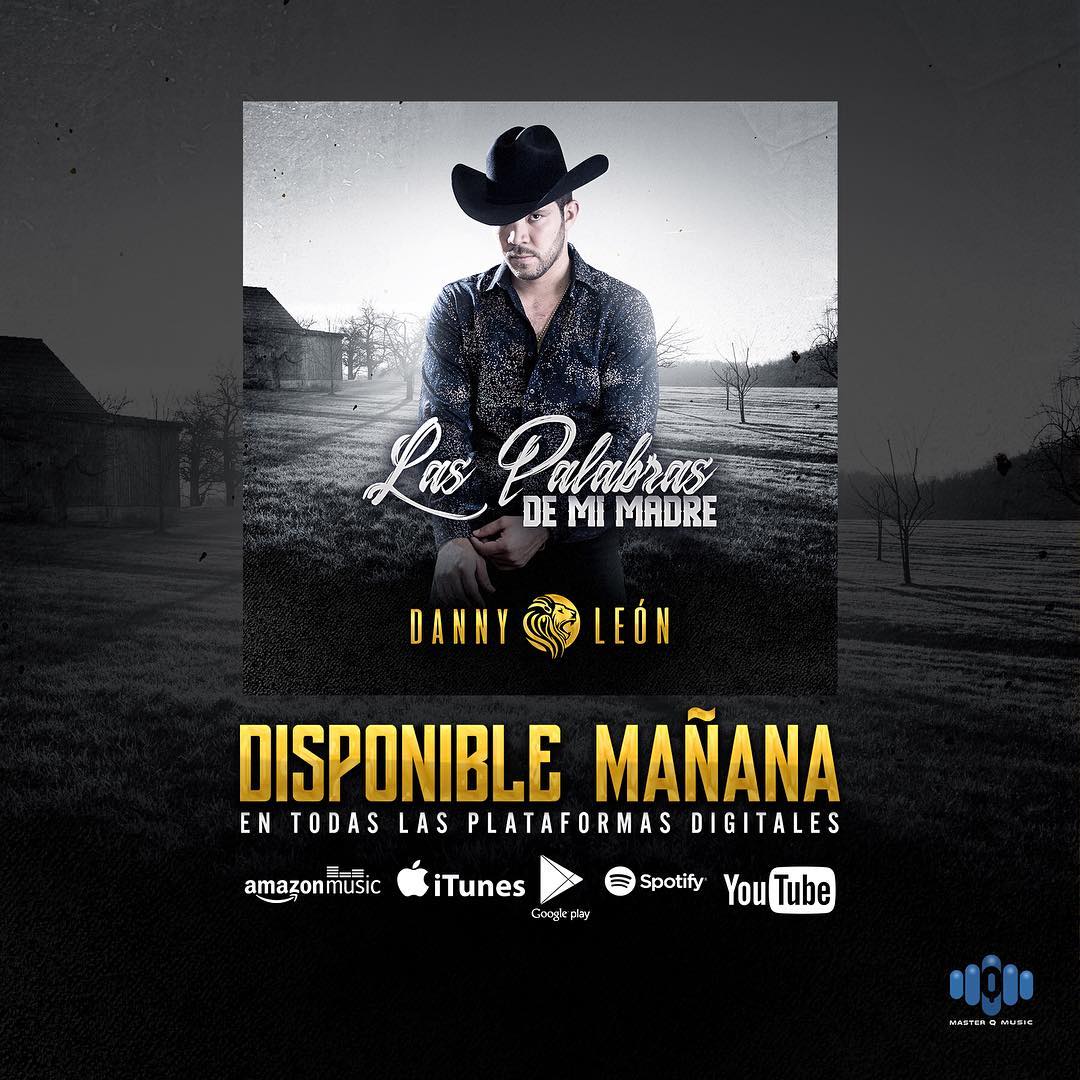 Las Palabras
DE MI MADRE
DANNY LEÓN
DISPONIBLE MAÑANA
EN TODAS LAS PLATAFORMAS DIGITALES
amazonmusic iTunes Google play Spotify YouTube
Q
MASTER Q MUSIC